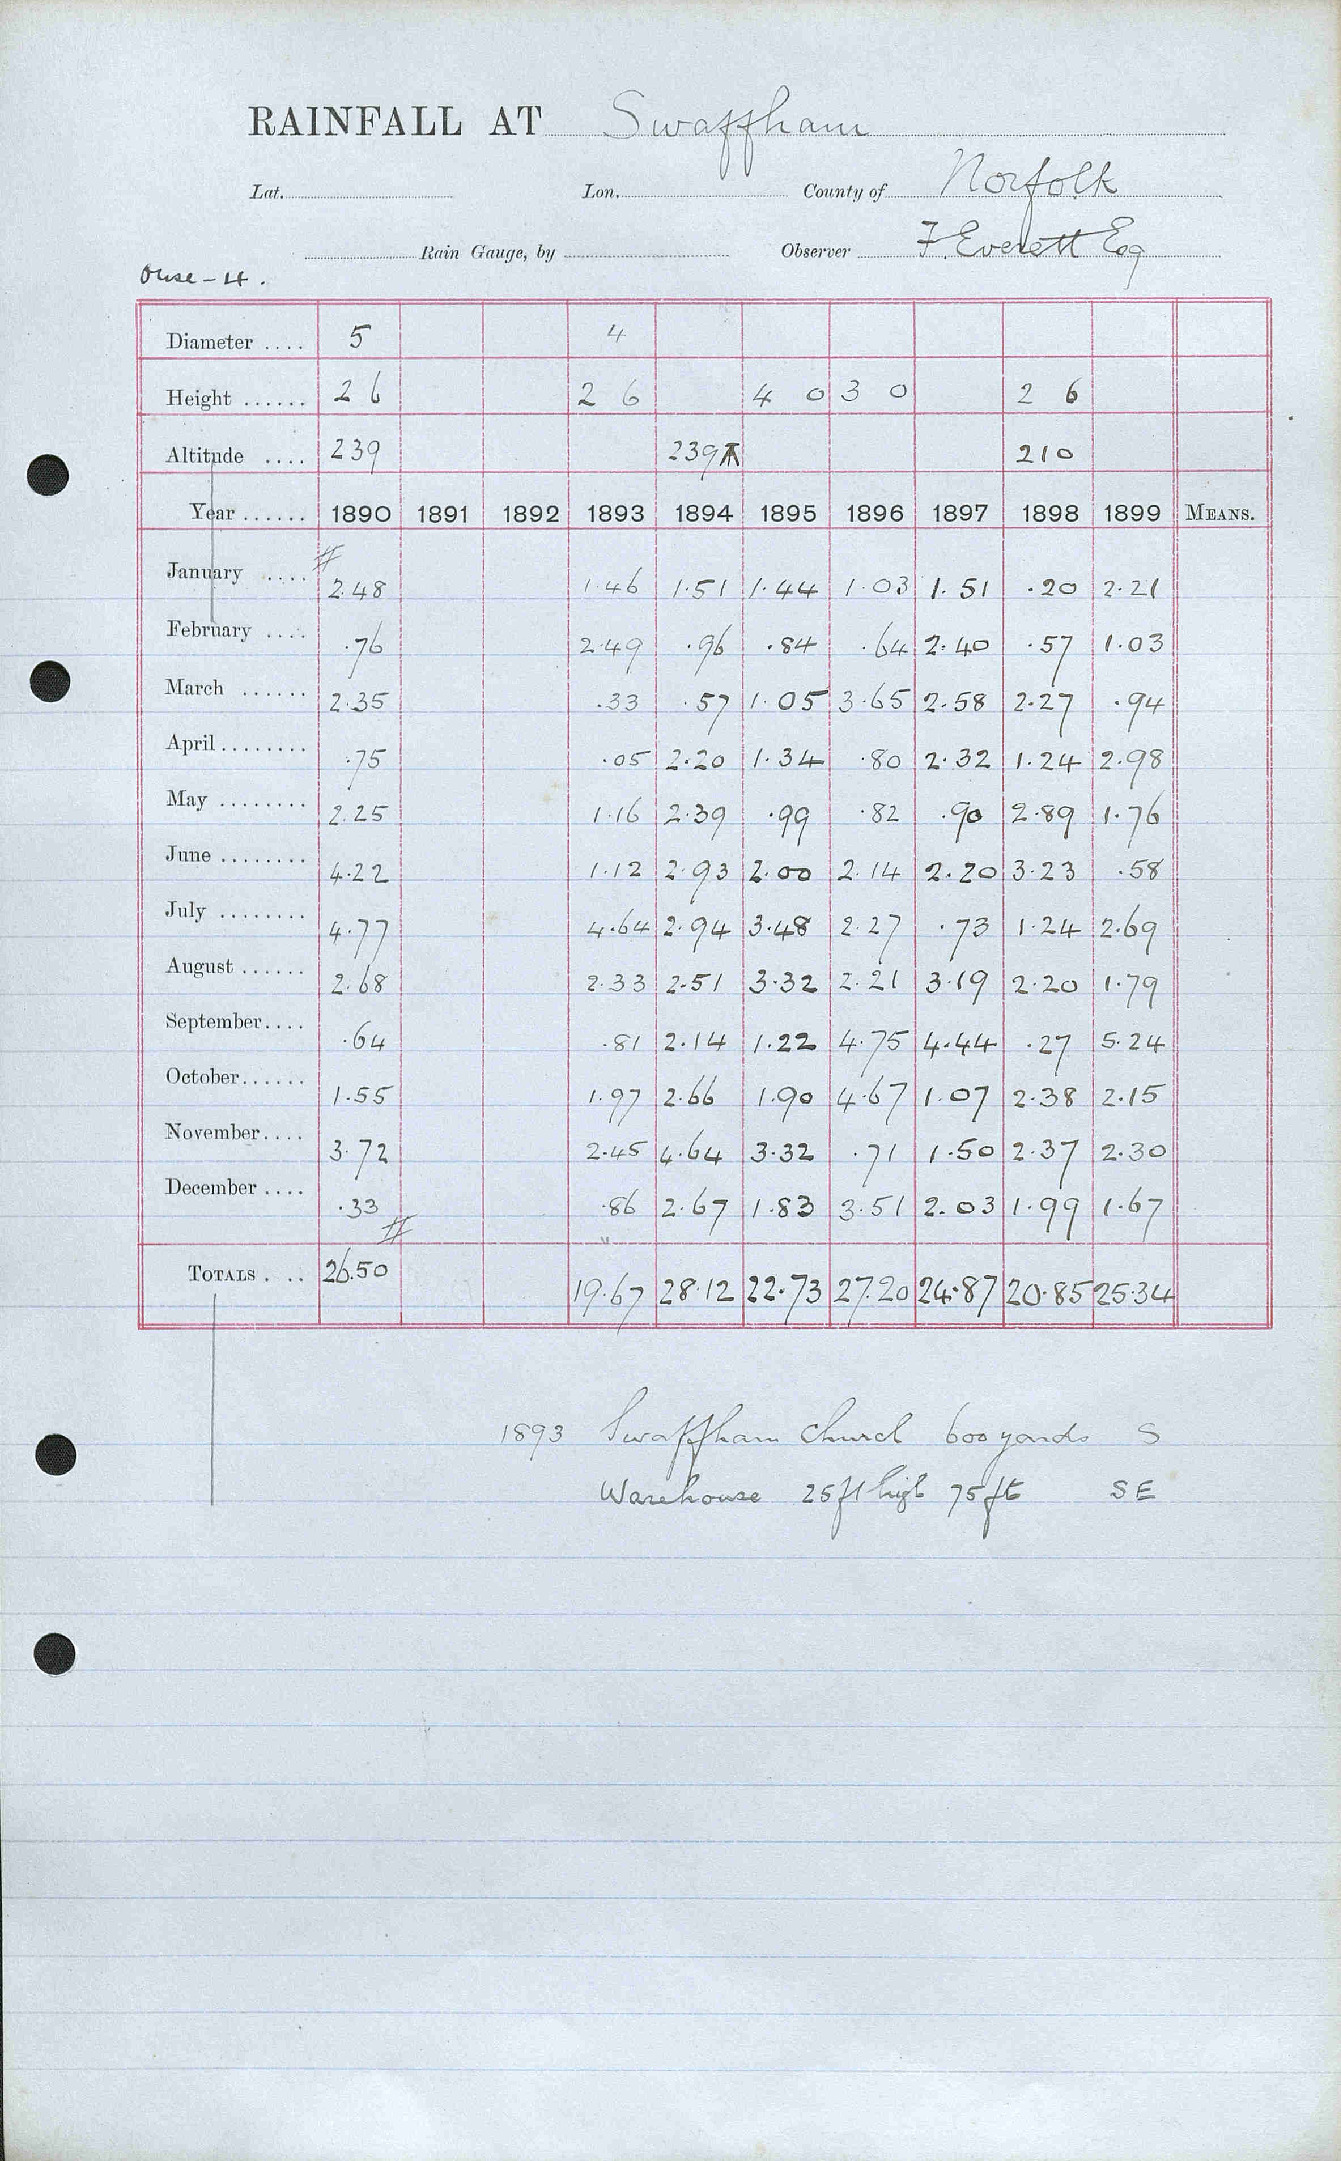 RAINFALL AT Swaffham
Lat. Lon. County of Norfolk
Rain Gauge, by Observer F. Everett Esq
Ouse - 4.
Diameter .... 5 4
Height ...... 2 6 2 6 4 0 3 0 2 6
Altitude .... 239 239 210
Year ...... 1890 1891 1892 1893 1894 1895 1896 1897 1898 1899 MEANS.
January .... # 2.48 1.46 1.51 1.44 1.03 1.51 .20 2.21
February .... .76 2.49 .96 .84 .64 2.40 .57 1.03
March ...... 2.35 .33 .57 1.05 3.65 2.58 2.27 .94
April ........ .75 .05 2.20 1.34 .80 2.32 1.24 2.98
May ........ 2.25 1.16 2.39 .99 .82 .90 2.89 1.76
June ........ 4.22 1.12 2.93 2.00 2.14 2.20 3.23 .58
July ........ 4.77 4.64 2.94 3.48 2.27 .73 1.24 2.69
August ...... 2.68 2.33 2.51 3.32 2.21 3.19 2.20 1.79
September .... .64 .81 2.14 1.22 4.75 4.44 .27 5.24
October ...... 1.55 1.97 2.66 1.90 4.67 1.07 2.38 2.15
November .... 3.72 2.45 4.64 3.32 .71 1.50 2.37 2.30
December .... .33 # .86 2.67 1.83 3.51 2.03 1.99 1.67
TOTALS . .. 26.50 19.67 28.12 22.73 27.20 24.87 20.85 25.34
1893 Swaffham Church 600 yards S
Warehouse 25ft high 75ft SE